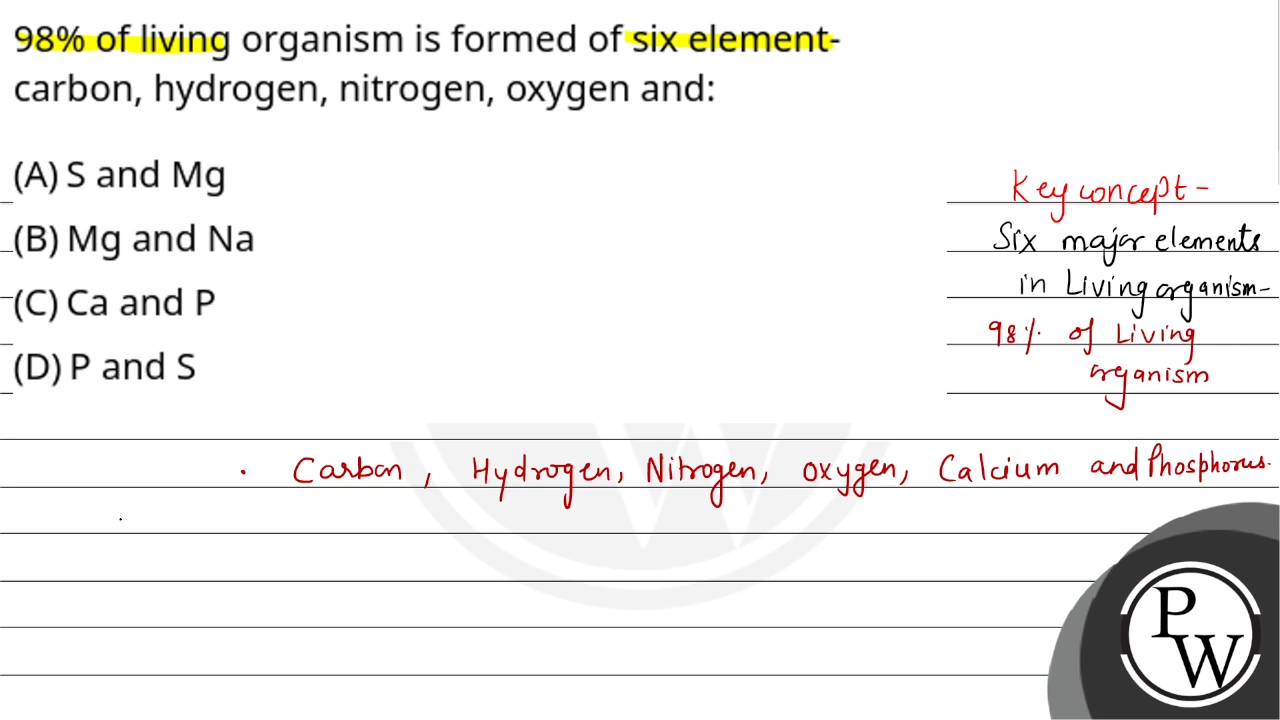 98% of living organism is formed of six element-
carbon, hydrogen, nitrogen, oxygen and:
(A) S and Mg
(B) Mg and Na
(C) Ca and P
(D) P and S
Key concept -
Six major elements
in Living organism-
98% of Living
organism
. Carbon, Hydrogen, Nitrogen, oxygen, Calcium and Phosphorus.
P
W